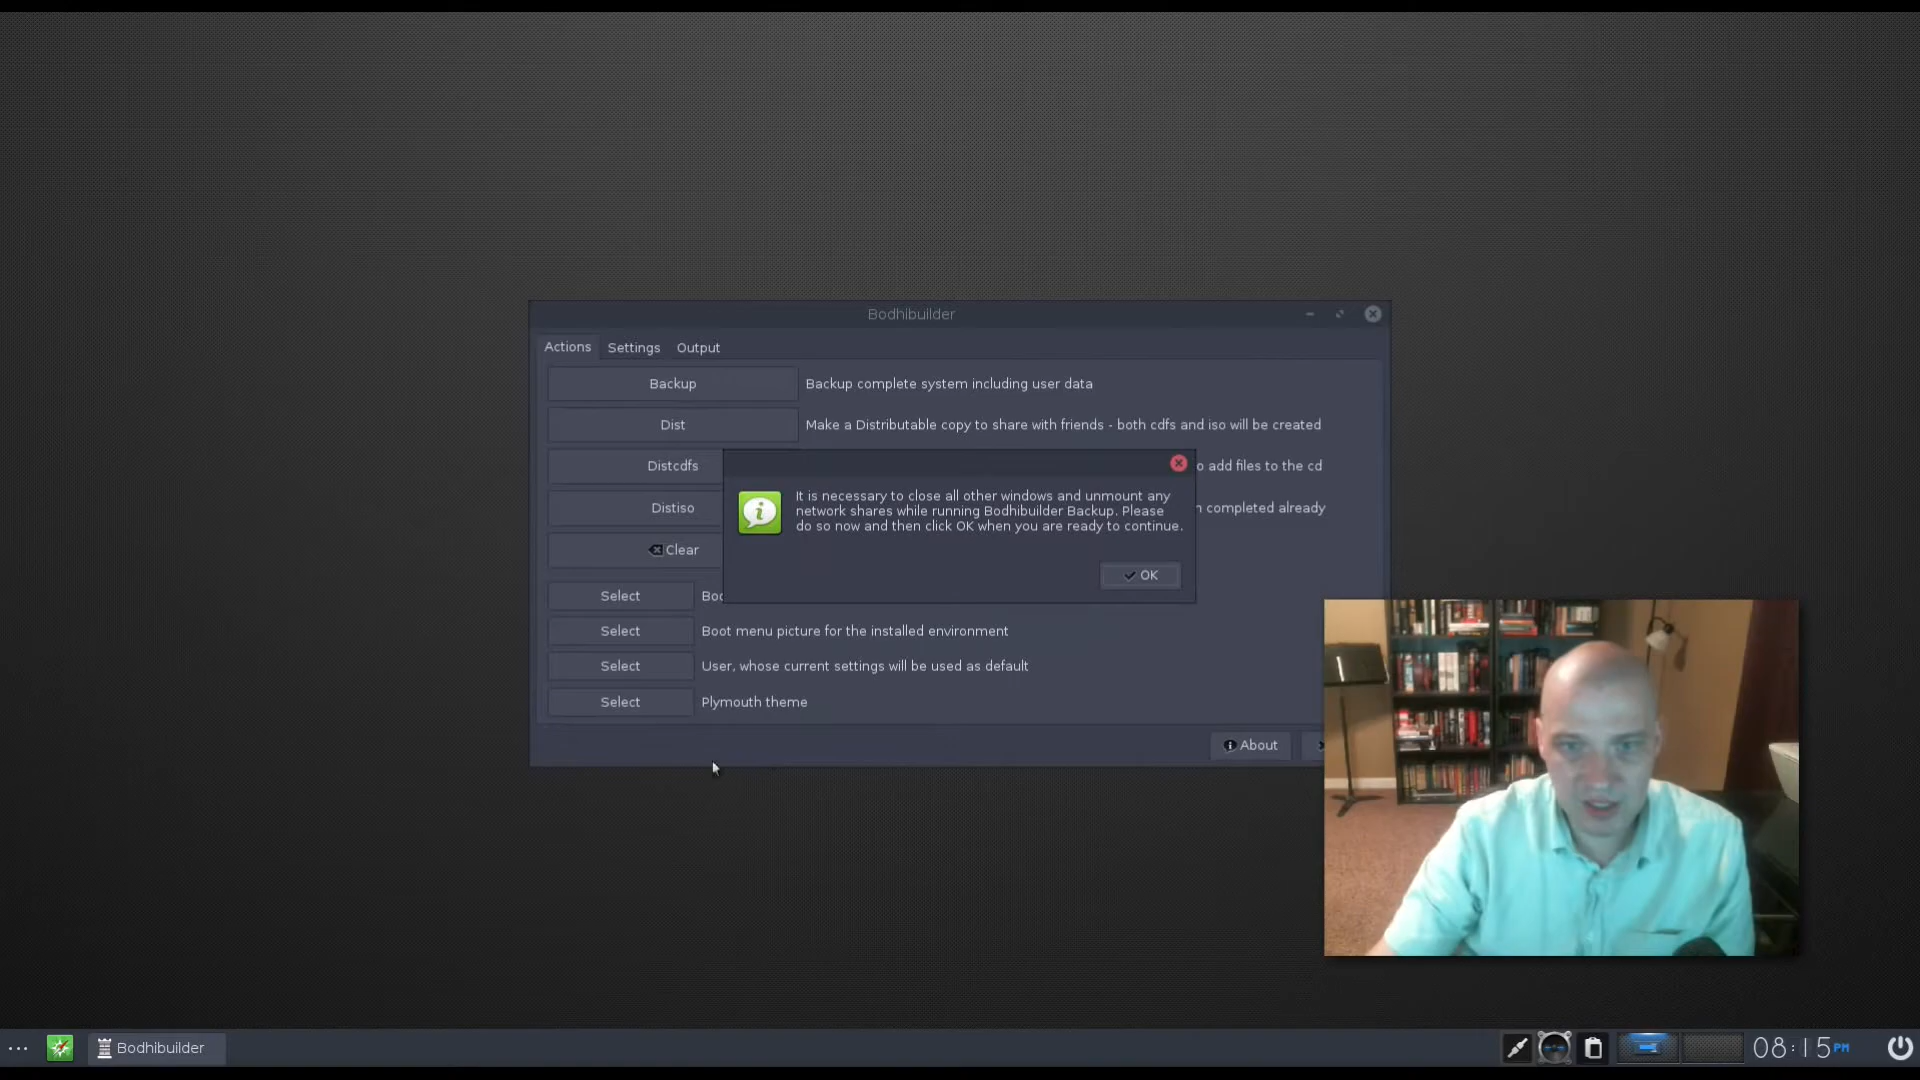 Bodhibuilder
Actions Settings Output
Backup Backup complete system including user data
Dist Make a Distributable copy to share with friends - both cdfs and iso will be created
Distcdfs o add files to the cd
It is necessary to close all other windows and unmount any
network shares while running Bodhibuilder Backup. Please
do so now and then click OK when you are ready to continue.
Distiso completed already
Clear
OK
Select Boo
Select Boot menu picture for the installed environment
Select User, whose current settings will be used as default
Select Plymouth theme
About
Bodhibuilder
08:15 PM